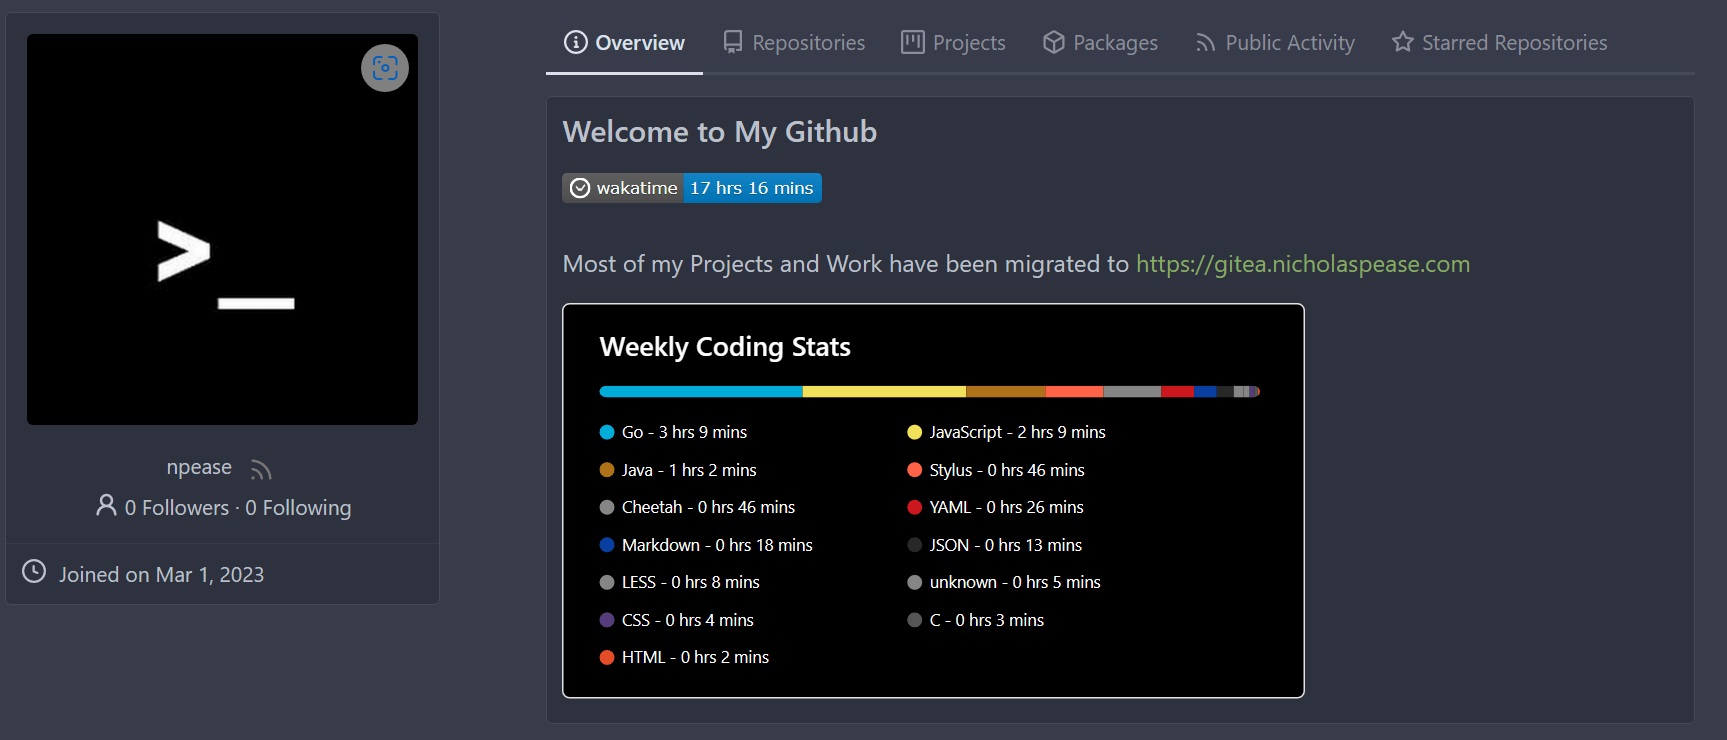 >_
npease
0 Followers · 0 Following
Joined on Mar 1, 2023
Overview Repositories Projects Packages Public Activity Starred Repositories
Welcome to My Github
wakatime 17 hrs 16 mins
Most of my Projects and Work have been migrated to https://gitea.nicholaspease.com
Weekly Coding Stats
Go - 3 hrs 9 mins JavaScript - 2 hrs 9 mins
Java - 1 hrs 2 mins Stylus - 0 hrs 46 mins
Cheetah - 0 hrs 46 mins YAML - 0 hrs 26 mins
Markdown - 0 hrs 18 mins JSON - 0 hrs 13 mins
LESS - 0 hrs 8 mins unknown - 0 hrs 5 mins
CSS - 0 hrs 4 mins C - 0 hrs 3 mins
HTML - 0 hrs 2 mins